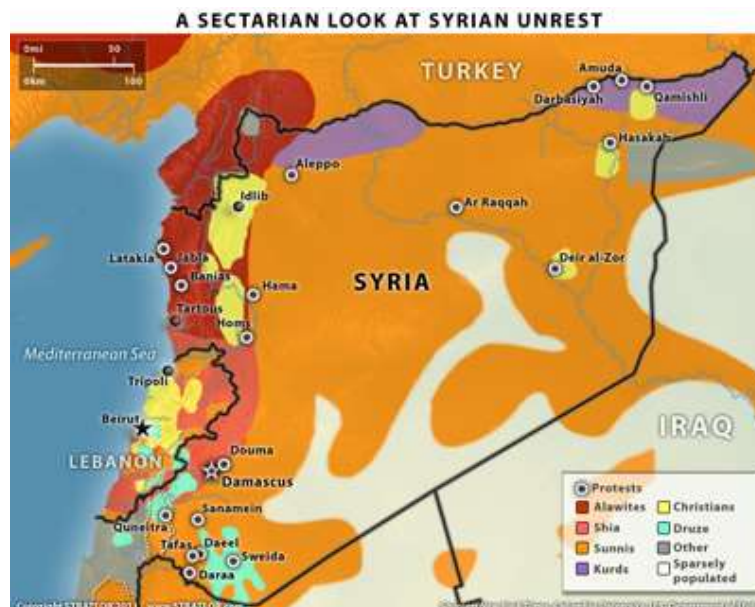 A SECTARIAN LOOK AT SYRIAN UNREST
0mi 50
0km 100
TURKEY
Amuda
Darbasiyah
Qamishli
Hasakah
Aleppo
Idlib
Ar Raqqah
Latakia
Jabla
Banias
Deir al-Zor
SYRIA
Hama
Tartous
Homs
Mediterranean Sea
Tripoli
Beirut
IRAQ
Douma
LEBANON
Damascus
Protests
Alawites
Christians
Shia
Druze
Sunnis
Other
Kurds
Sparsely
populated
Sanamein
Quneitra
Tafas
Daeel
Sweida
Daraa